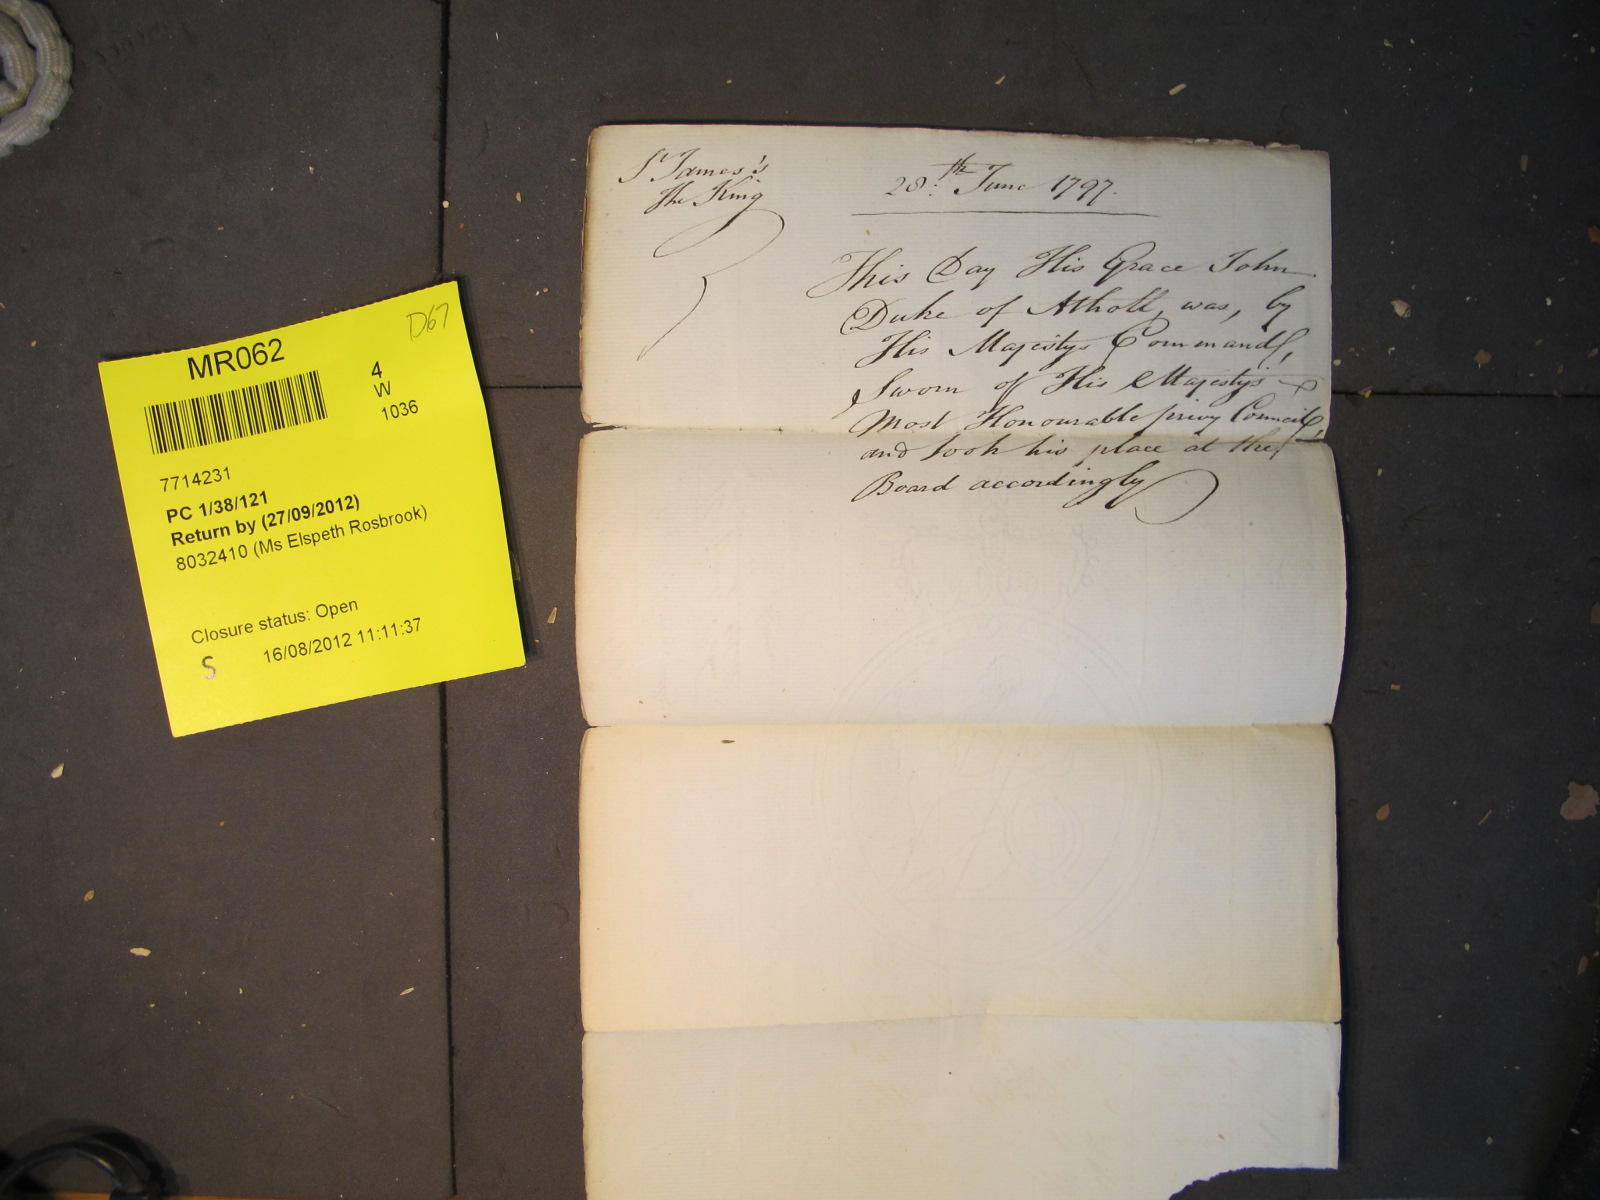 St James's
The King
28th June 1797.
This Day His Grace John
Duke of Atholl, was, by
His Majestys Command,
Sworn of His Majesty's
Most Honourable privy Council,
and took his place at the
Board accordingly
D67
MR062
4
W
1036
7714231
PC 1/38/121
Return by (27/09/2012)
8032410 (Ms Elspeth Rosbrook)
Closure status: Open
S 16/08/2012 11:11:37